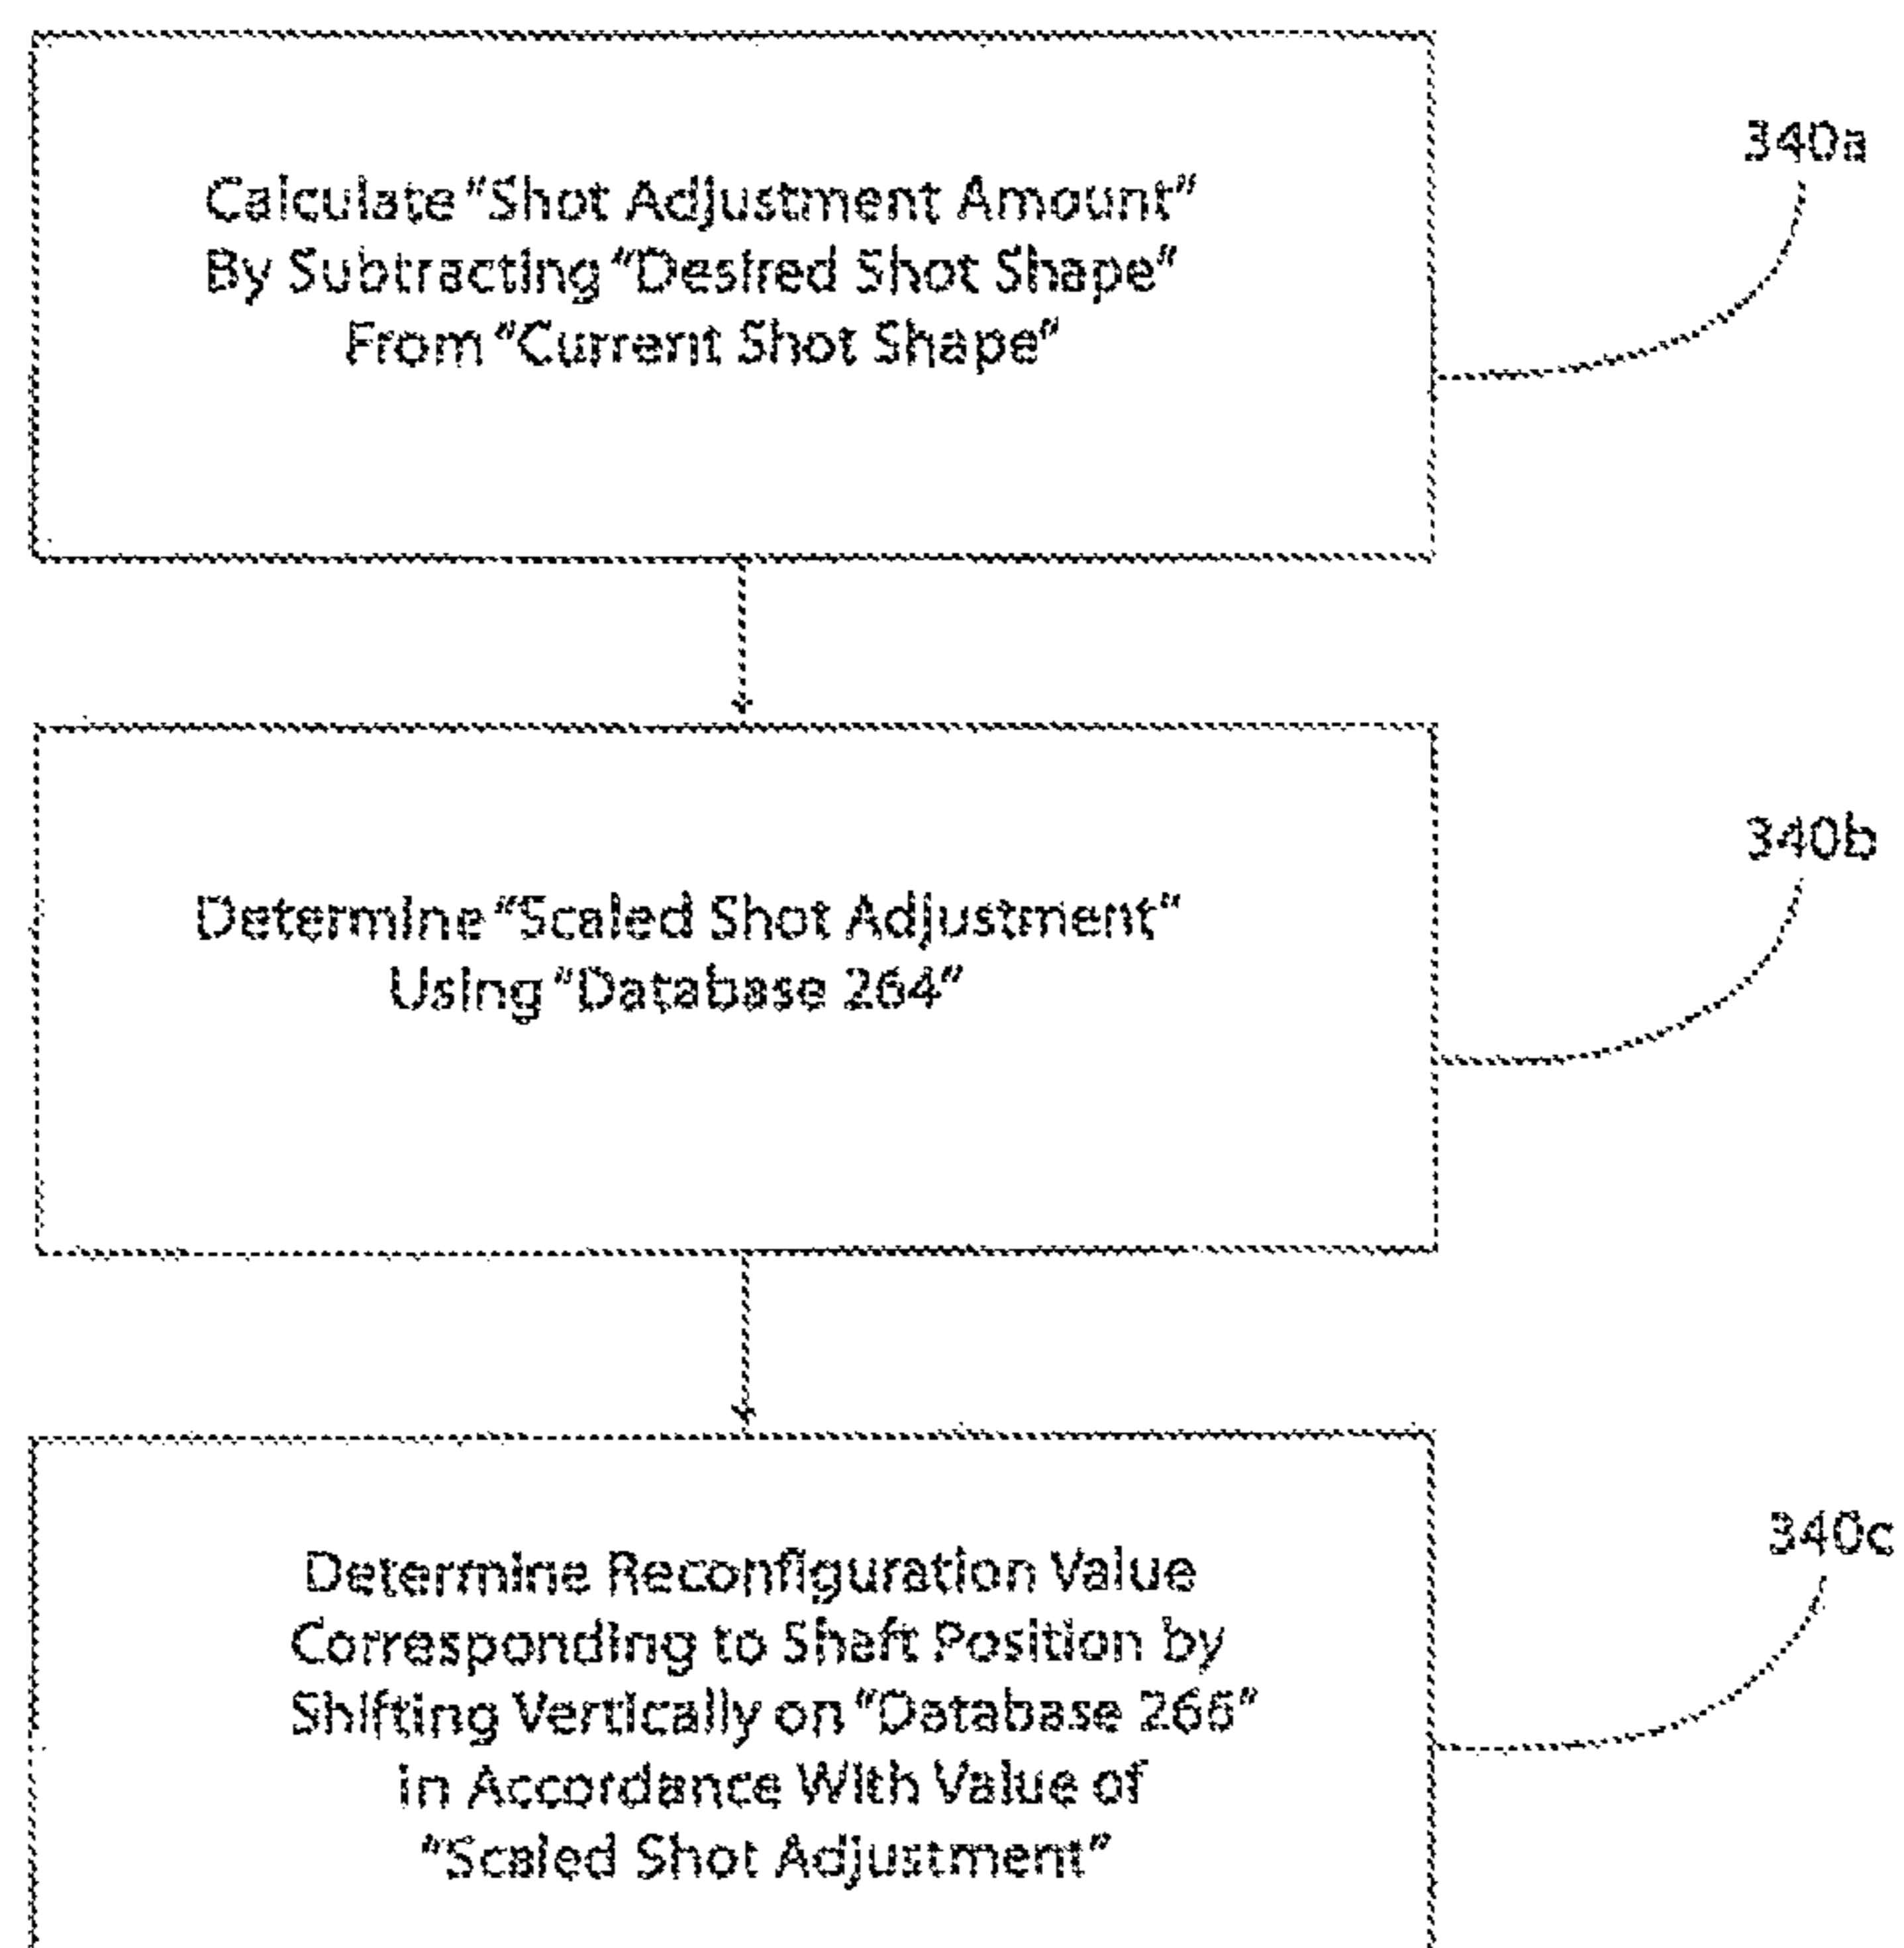 Calculate "Shot Adjustment Amount"
By Subtracting "Desired Shot Shape"
From "Current Shot Shape"
340a
Determine "Scaled Shot Adjustment"
Using "Database 264"
340b
Determine Reconfiguration Value
Corresponding to Shaft Position by
Shifting Vertically on "Database 266"
in Accordance With Value of
"Scaled Shot Adjustment"
340c